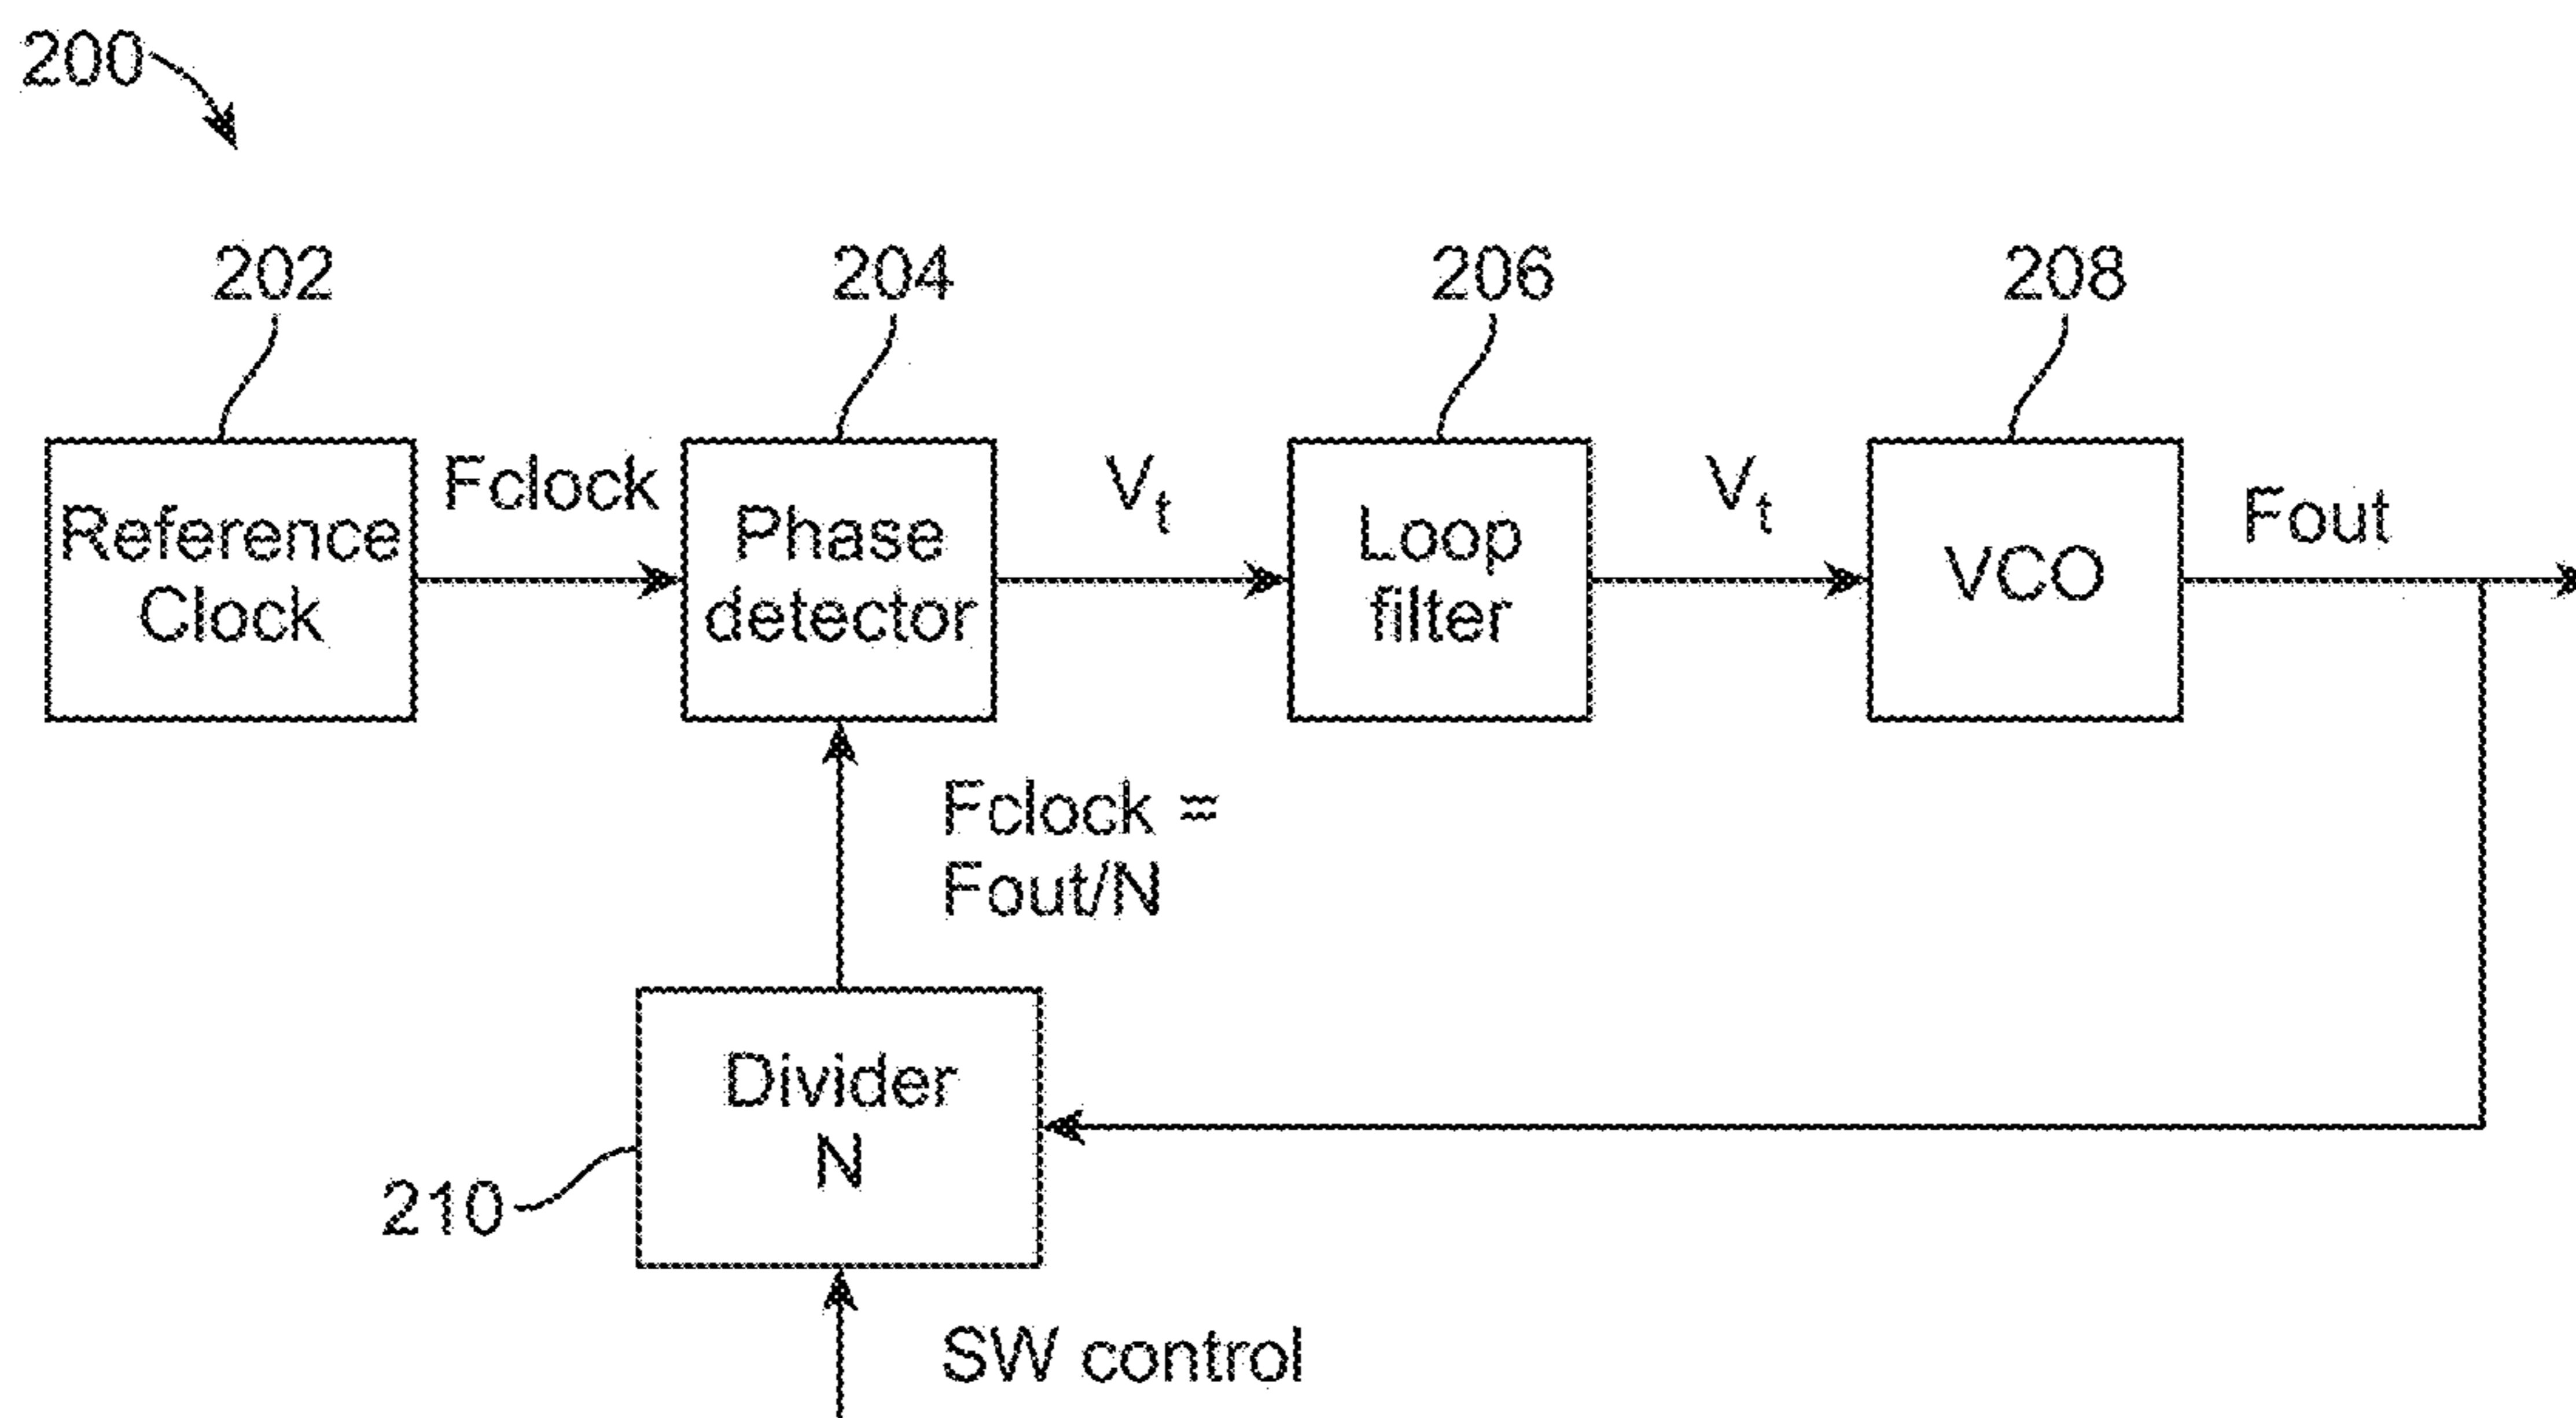 200
202
204
206
208
Reference
Clock
Fclock
Phase
detector
Vt
Loop
filter
Vt
VCO
Fout
Fclock =
Fout/N
Divider
N
210
SW control